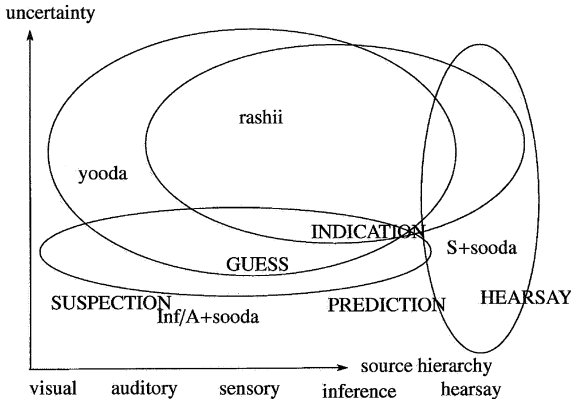 uncertainty
rashii
yooda
INDICATION
S+sooda
GUESS
SUSPECTION
PREDICTION
HEARSAY
Inf/A+sooda
source hierarchy
visual auditory sensory inference hearsay